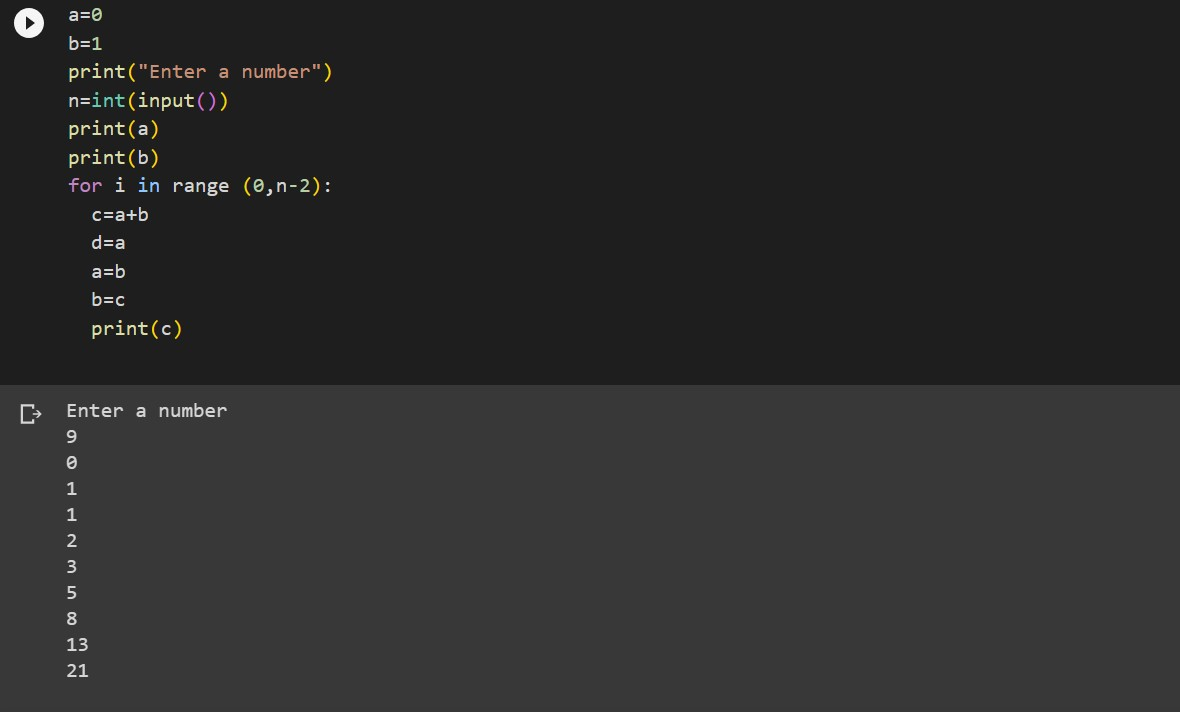 a=0
b=1
print("Enter a number")
n=int(input())
print(a)
print(b)
for i in range (0,n-2):
  c=a+b
  d=a
  a=b
  b=c
  print(c)
Enter a number
9
0
1
1
2
3
5
8
13
21